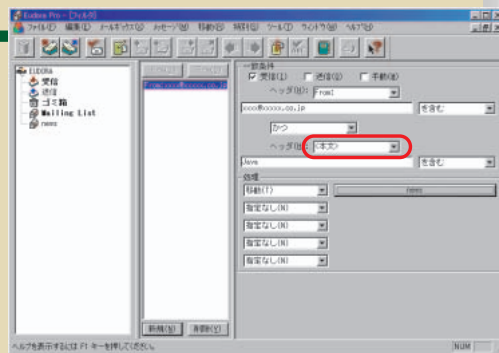 Eudora Pro - [フィルタ]
ファイル(F) 編集(E) メールボックス(B) メッセージ(M) 移動(R) 特別(S) ツール(T) ウィンドウ(W) ヘルプ(H)
EUDORA
受信
送信
ゴミ箱
Mailing List
news
一致条件
受信(I) 送信(O) 手動(M)
ヘッダ(H): From:
xxxx@xxxxx.co.jp を含む
かつ
ヘッダ(H): <本文>
Java を含む
処理
移動(T) news
指定なし(N)
指定なし(N)
指定なし(N)
指定なし(N)
新規(N) 削除(Y)
ヘルプを表示するには F1 キーを押してください。 NUM